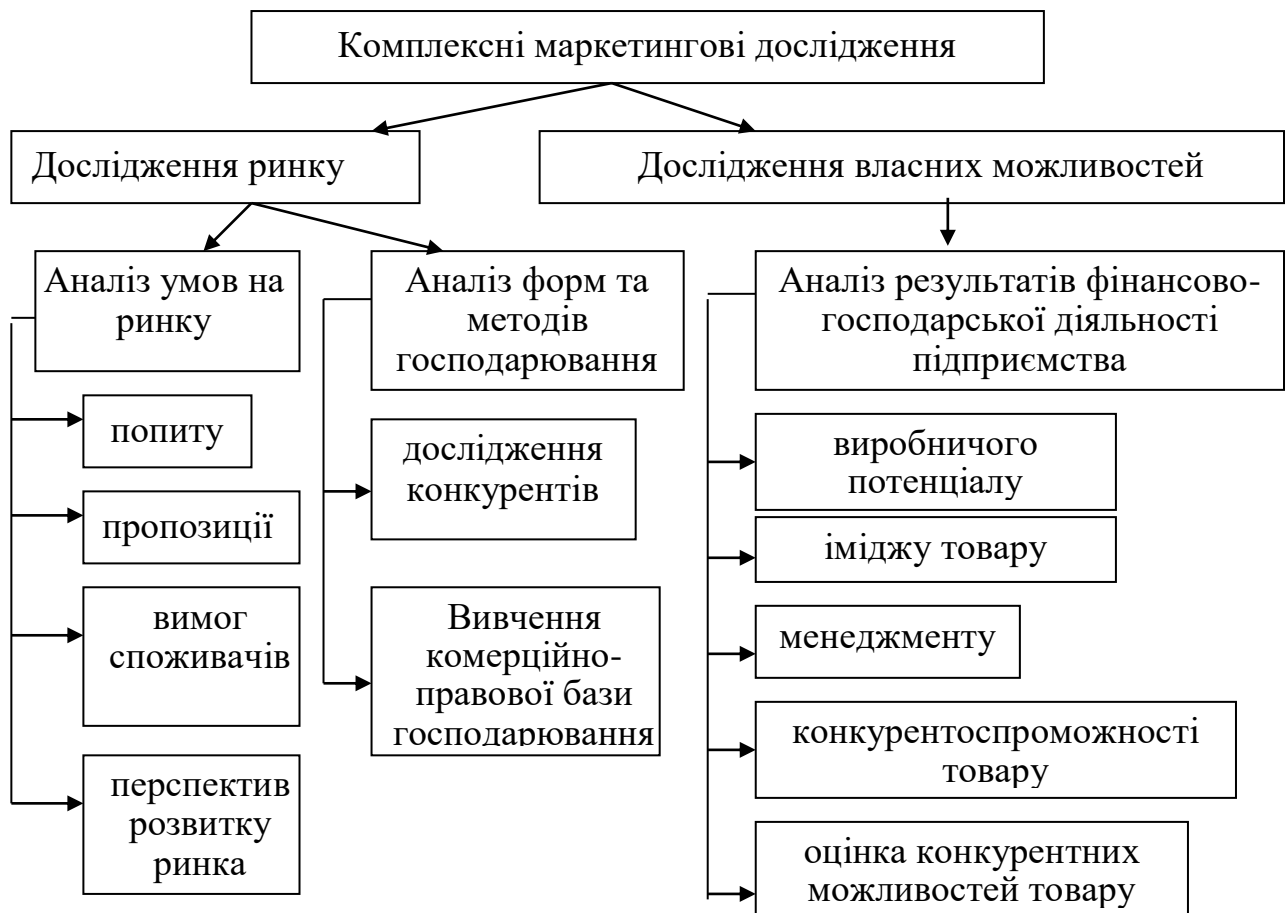 Комплексні маркетингові дослідження
Дослідження ринку
Дослідження власних можливостей
Аналіз умов на
ринку
попиту
пропозиції
вимог
споживачів
перспектив
розвитку
ринка
Аналіз форм та
методів
господарювання
дослідження
конкурентів
Вивчення
комерційно-
правової бази
господарювання
Аналіз результатів фінансово-
господарської діяльності
підприємства
виробничого
потенціалу
іміджу товару
менеджменту
конкурентоспроможності
товару
оцінка конкурентних
можливостей товару